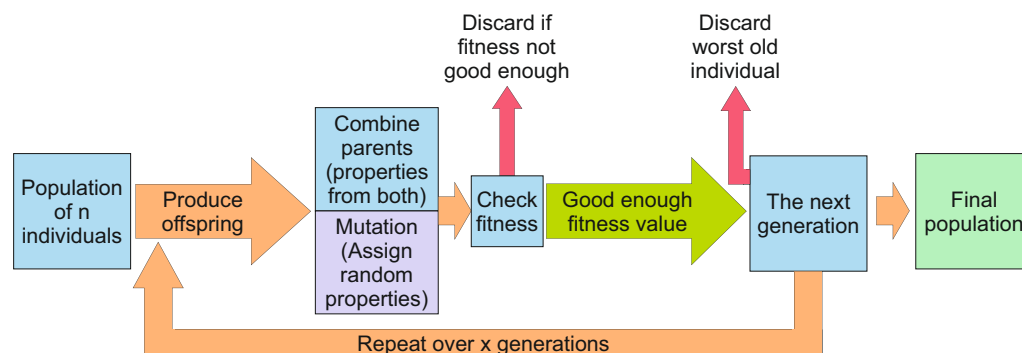 Discard if
fitness not
good enough
Discard
worst old
individual
Population
of n
individuals
Produce
offspring
Combine
parents
(properties
from both)
Mutation
(Assign
random
properties)
Check
fitness
Good enough
fitness value
The next
generation
Final
population
Repeat over x generations